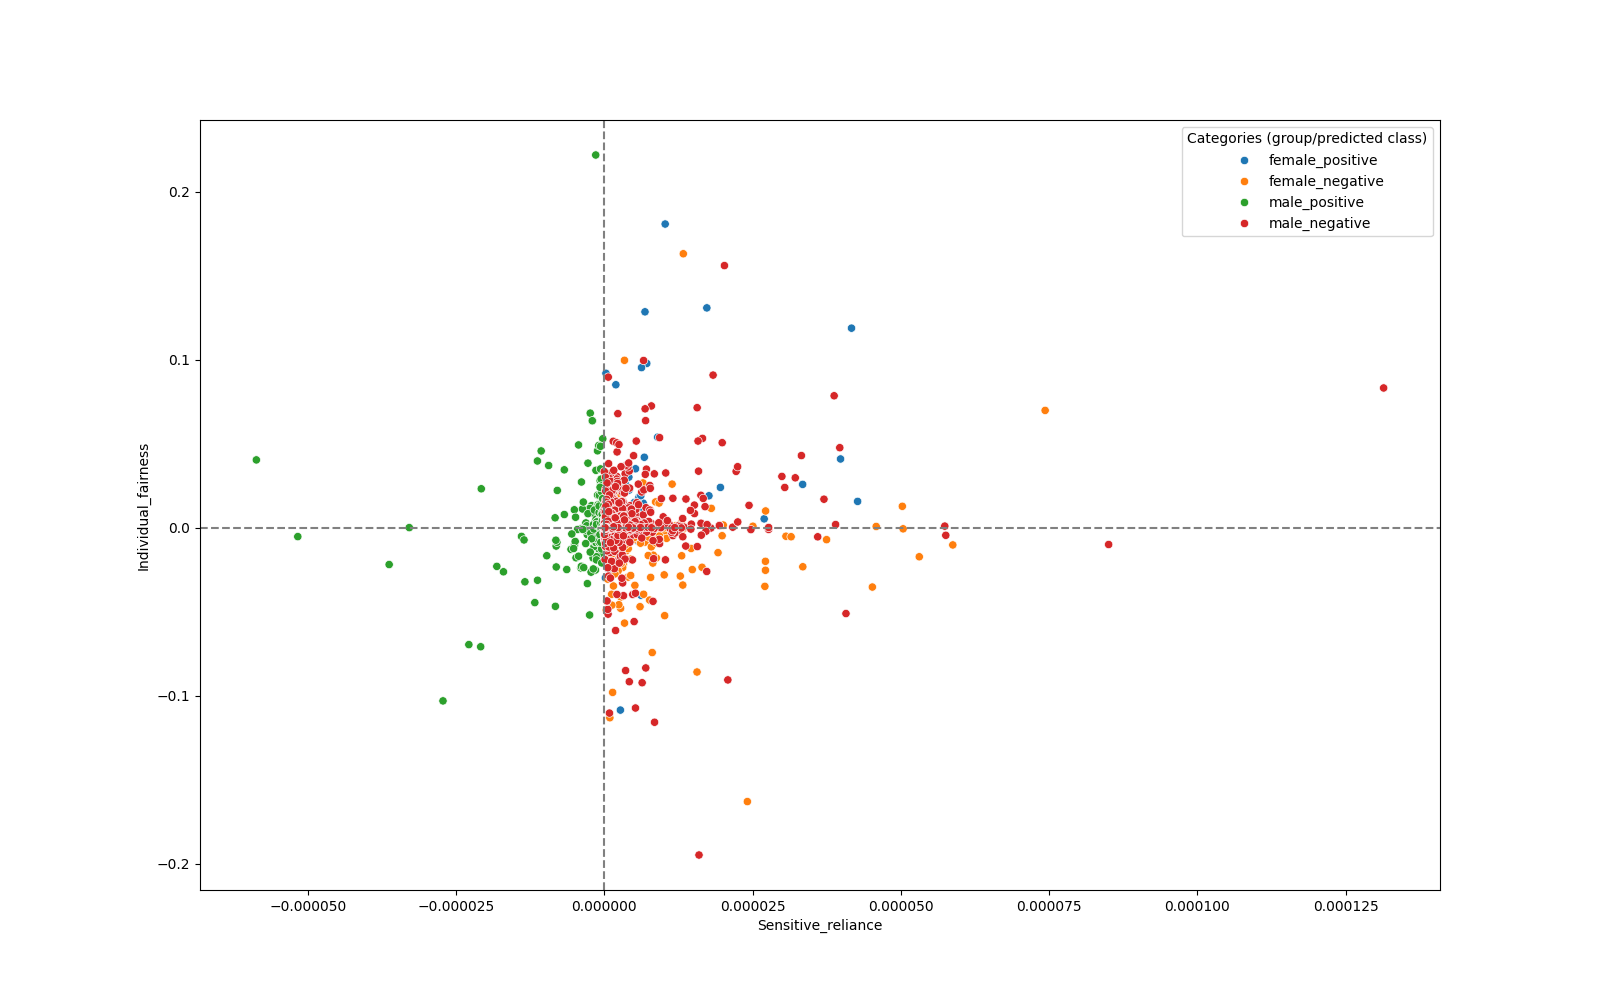 Categories (group/predicted class)
female_positive
female_negative
male_positive
male_negative
0.2
0.1
0.0
−0.1
−0.2
Individual_fairness
−0.000050
−0.000025
0.000000
0.000025
0.000050
0.000075
0.000100
0.000125
Sensitive_reliance